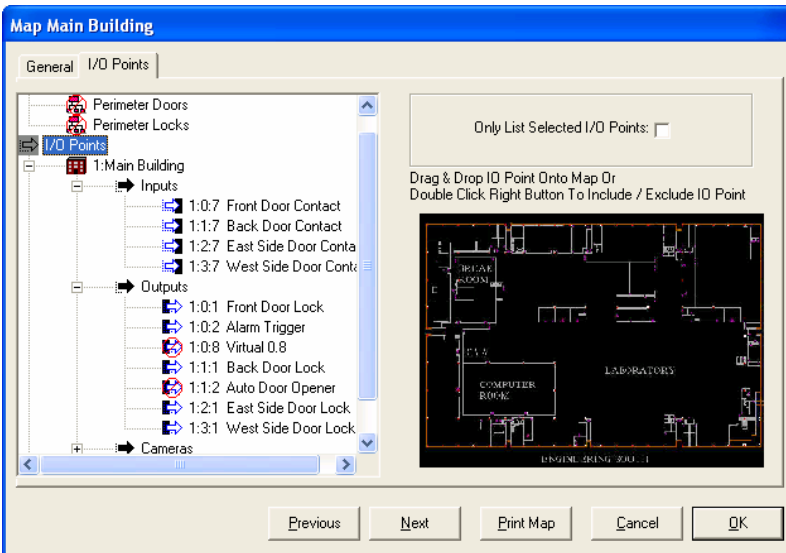 Map Main Building
General
I/O Points
Perimeter Doors
Perimeter Locks
I/O Points
1:Main Building
Inputs
1:0:7 Front Door Contact
1:1:7 Back Door Contact
1:2:7 East Side Door Conta
1:3:7 West Side Door Conta
Outputs
1:0:1 Front Door Lock
1:0:2 Alarm Trigger
1:0:8 Virtual 0.8
1:1:1 Back Door Lock
1:1:2 Auto Door Opener
1:2:1 East Side Door Lock
1:3:1 West Side Door Lock
Cameras
Only List Selected I/O Points:
Drag & Drop IO Point Onto Map Or
Double Click Right Button To Include / Exclude IO Point
BREAK
ROOM
LABORATORY
COMPUTER
ROOM
ENGINEERING SOUTH
Previous
Next
Print Map
Cancel
OK